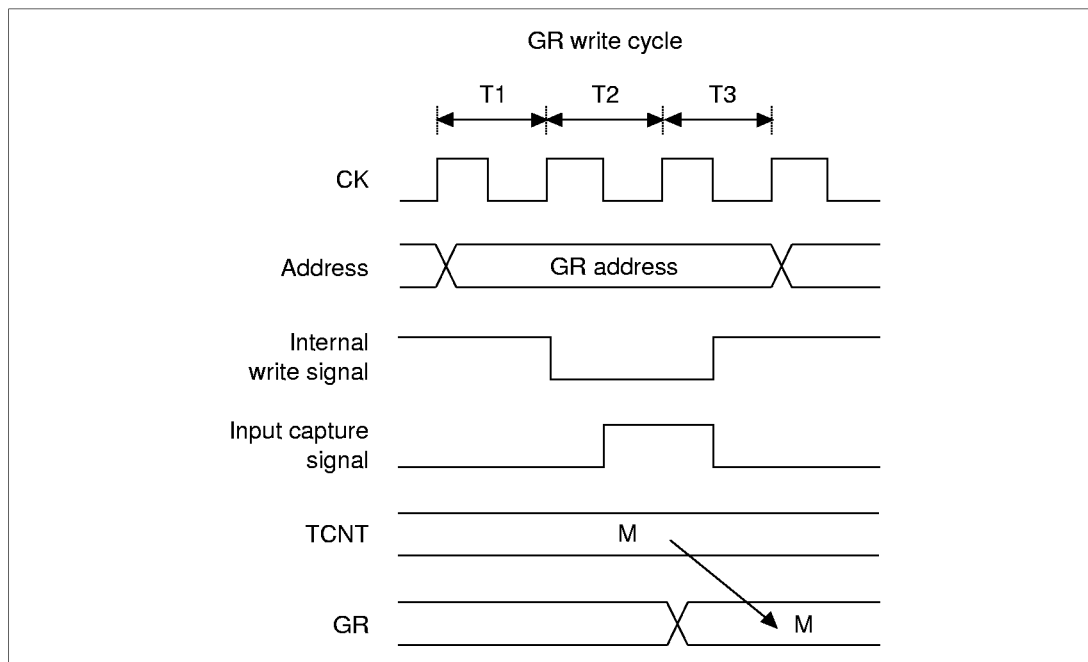 GR write cycle
T1 T2 T3
CK
Address GR address
Internal
write signal
Input capture
signal
TCNT M
GR M